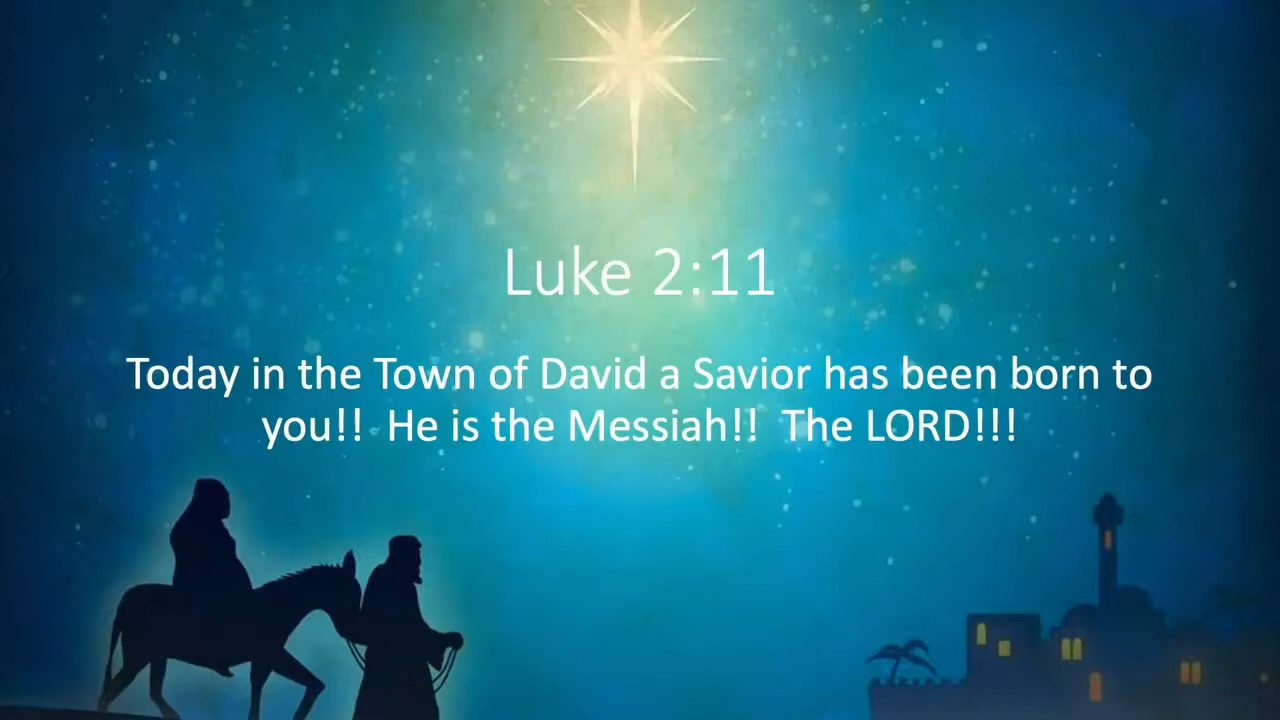 Luke 2:11
Today in the Town of David a Savior has been born to
you!!  He is the Messiah!!  The LORD!!!